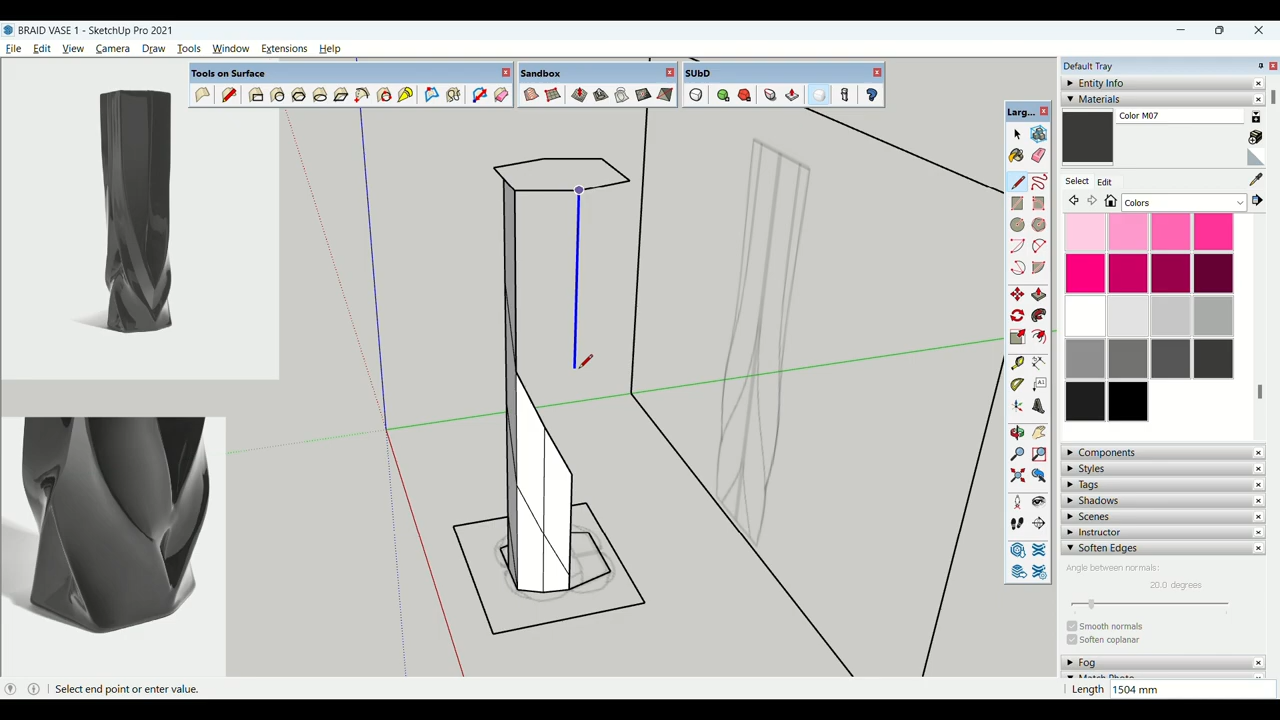 BRAID VASE 1 - SketchUp Pro 2021
File Edit View Camera Draw Tools Window Extensions Help
Tools on Surface
Sandbox
SUbD
Larg...
Default Tray
Entity Info
Materials
Color M07
Select Edit
Colors
Components
Styles
Tags
Shadows
Scenes
Instructor
Soften Edges
Angle between normals:
20.0 degrees
Smooth normals
Soften coplanar
Fog
Match Photo
Select end point or enter value.
Length 1504 mm